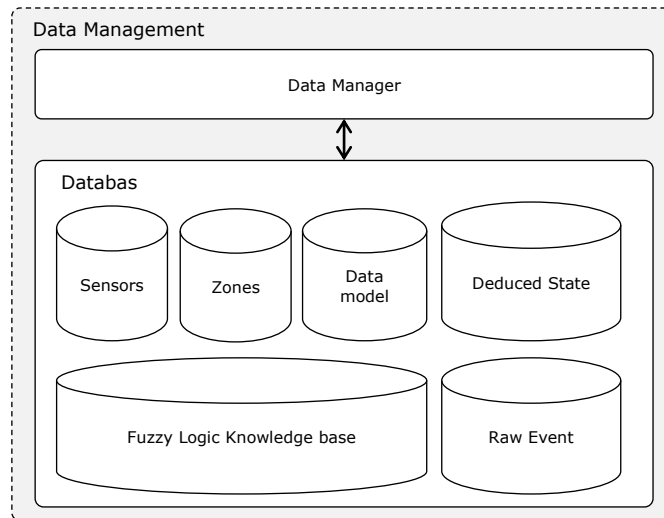 Data Management
Data Manager
Databas
Sensors
Zones
Data
model
Deduced State
Fuzzy Logic Knowledge base
Raw Event